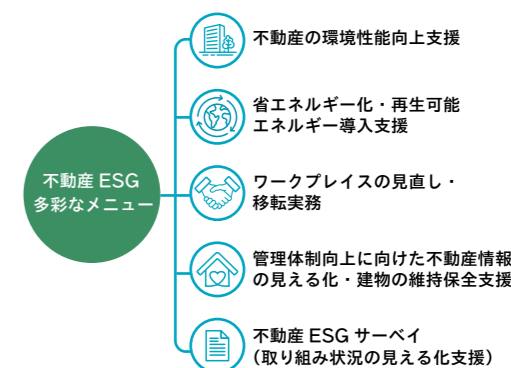 不動産の環境性能向上支援
省エネルギー化・再生可能
エネルギー導入支援
不動産 ESG
多彩なメニュー
ワークプレイスの見直し・
移転実務
管理体制向上に向けた不動産情報
の見える化・建物の維持保全支援
不動産 ESG サーベイ
(取り組み状況の見える化支援)